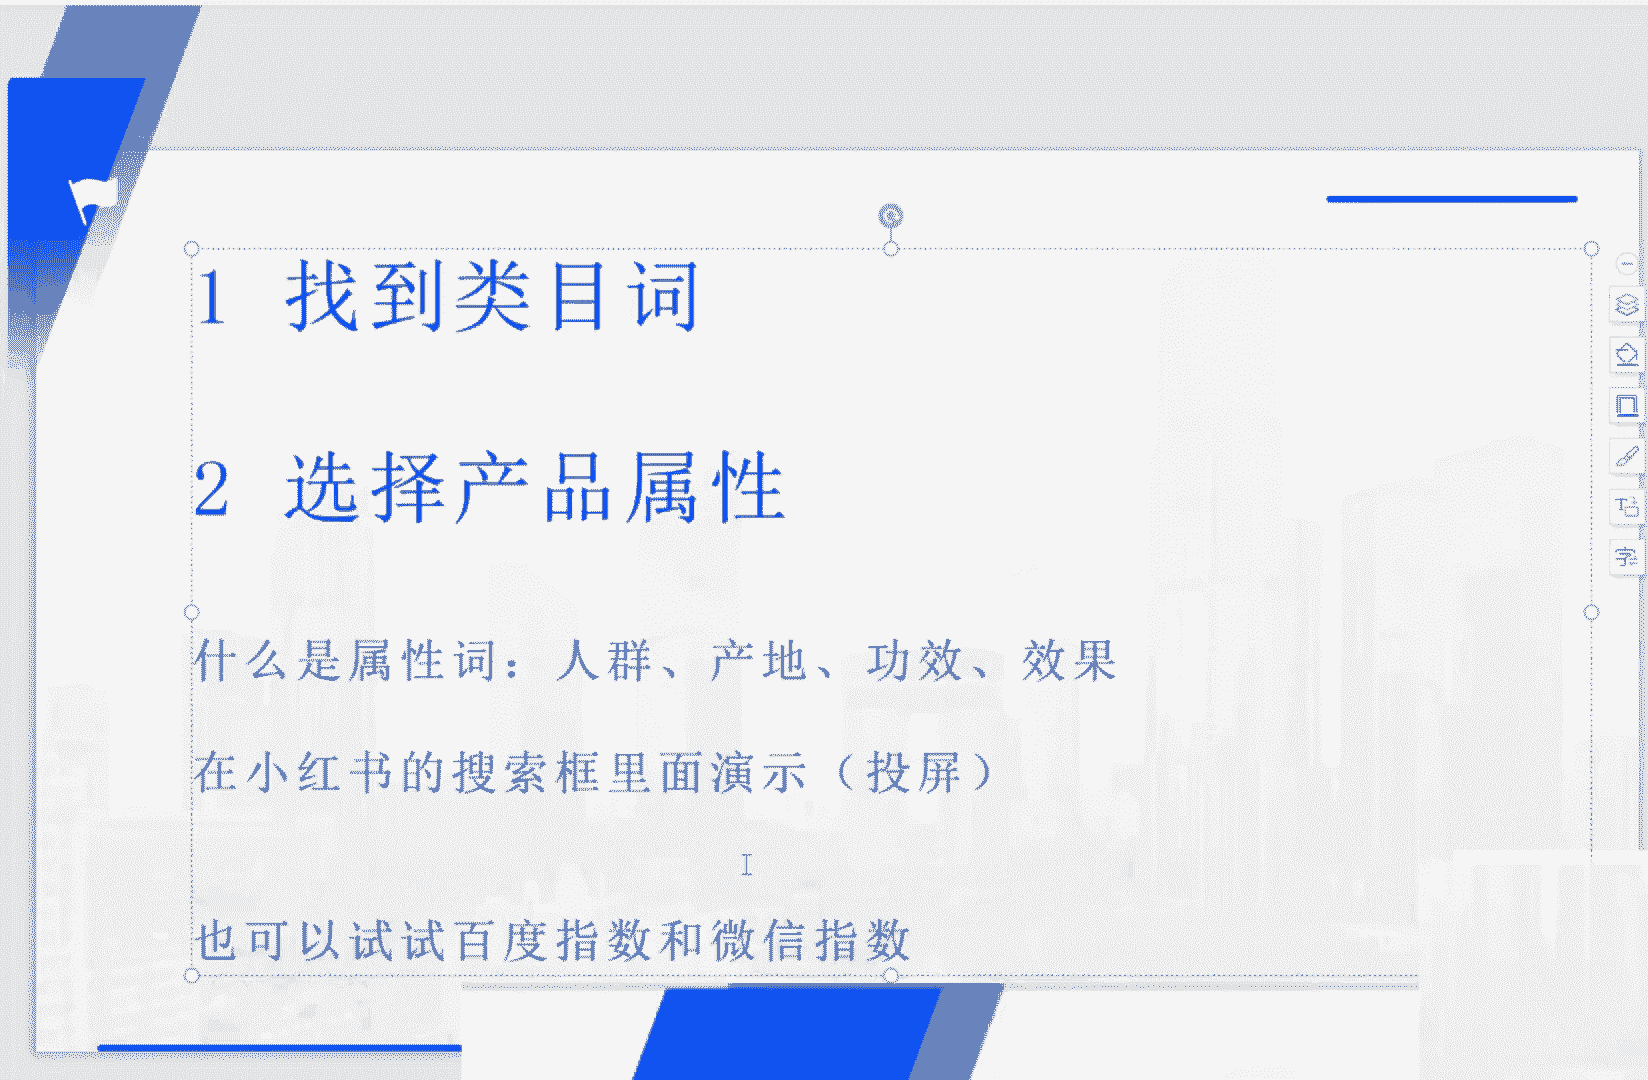 1 找到类目词
2 选择产品属性
什么是属性词：人群、产地、功效、效果
在小红书的搜索框里面演示（投屏）
也可以试试百度指数和微信指数